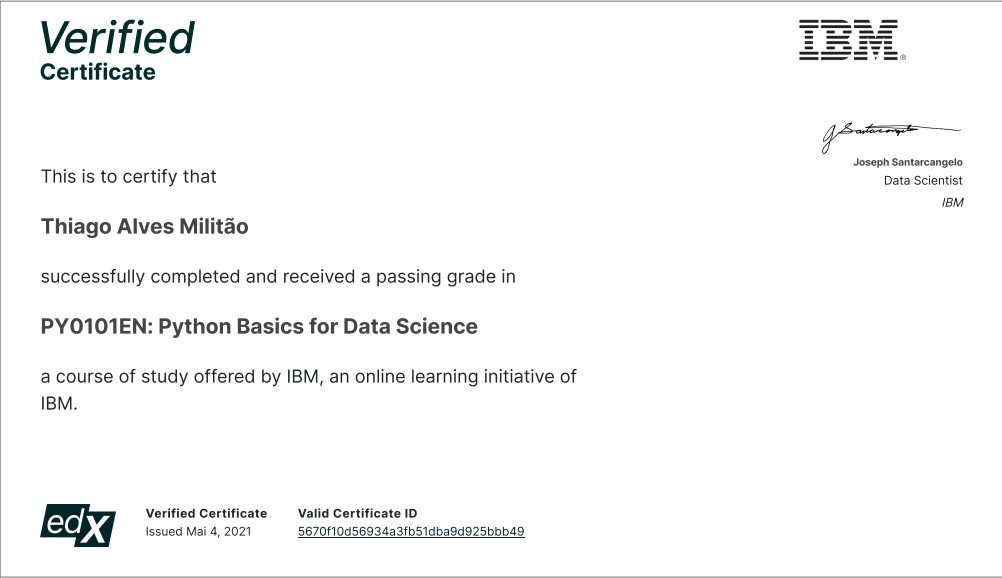 Verified
Certificate
IBM®
Joseph Santarcangelo
Data Scientist
IBM
This is to certify that
Thiago Alves Militão
successfully completed and received a passing grade in
PY0101EN: Python Basics for Data Science
a course of study offered by IBM, an online learning initiative of
IBM.
edX
Verified Certificate
Issued Mai 4, 2021
Valid Certificate ID
5670f10d56934a3fb51dba9d925bbb49